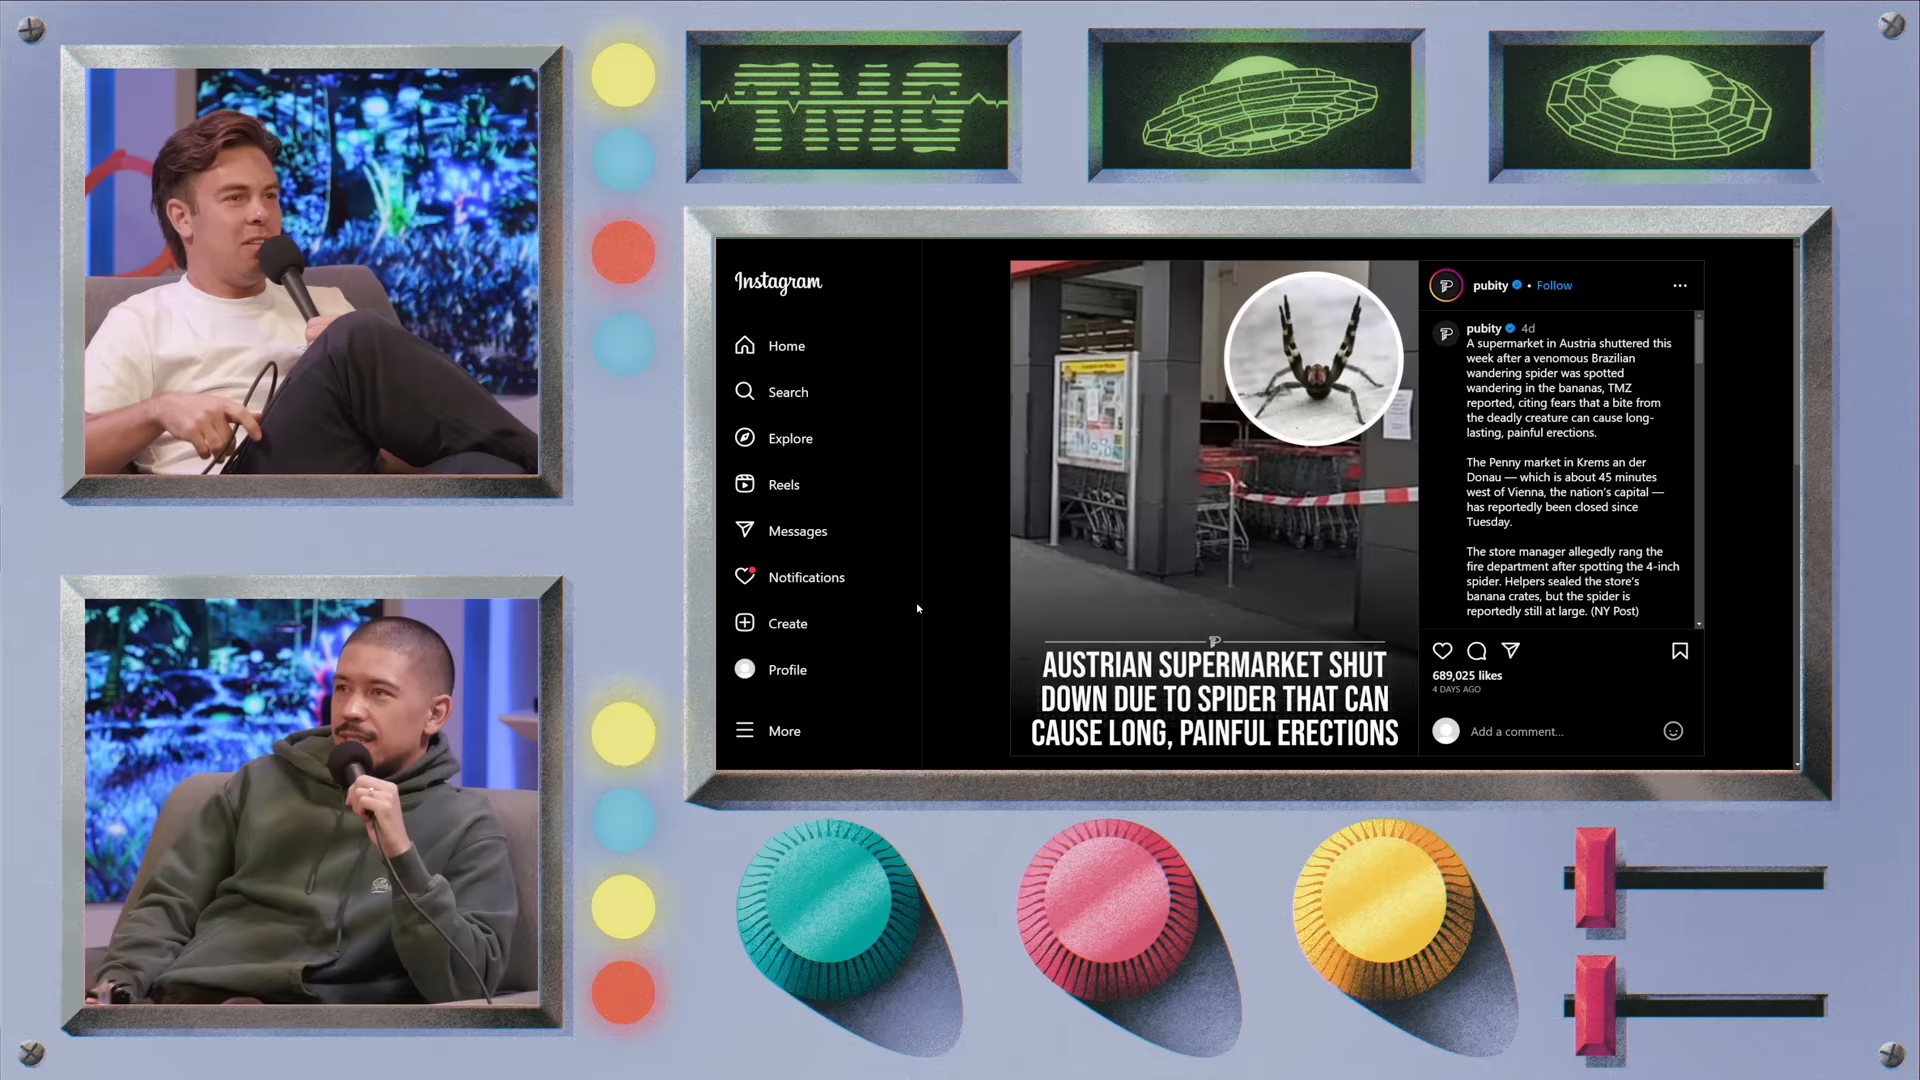 TMG
Instagram
Home
Search
Explore
Reels
Messages
Notifications
Create
Profile
More
AUSTRIAN SUPERMARKET SHUT
DOWN DUE TO SPIDER THAT CAN
CAUSE LONG, PAINFUL ERECTIONS
pubity • Follow
pubity 4d
A supermarket in Austria shuttered this
week after a venomous Brazilian
wandering spider was spotted
wandering in the bananas, TMZ
reported, citing fears that a bite from
the deadly creature can cause long-
lasting, painful erections.
The Penny market in Krems an der
Donau — which is about 45 minutes
west of Vienna, the nation's capital —
has reportedly been closed since
Tuesday.
The store manager allegedly rang the
fire department after spotting the 4-inch
spider. Helpers sealed the store's
banana crates, but the spider is
reportedly still at large. (NY Post)
689,025 likes
4 DAYS AGO
Add a comment...